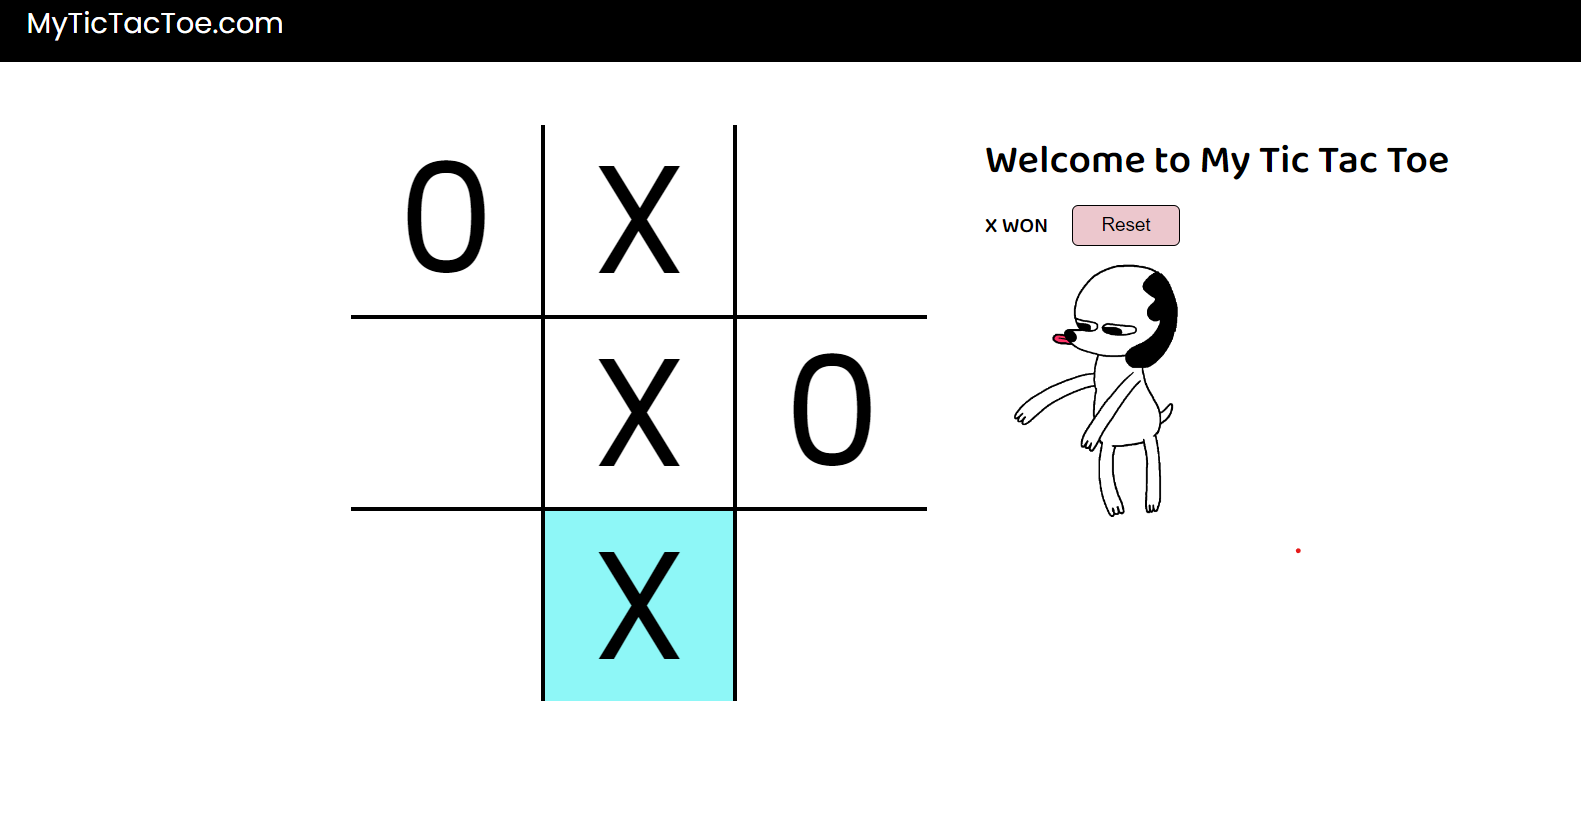 MyTicTacToe.com
O X
X O
X
Welcome to My Tic Tac Toe
X WON Reset